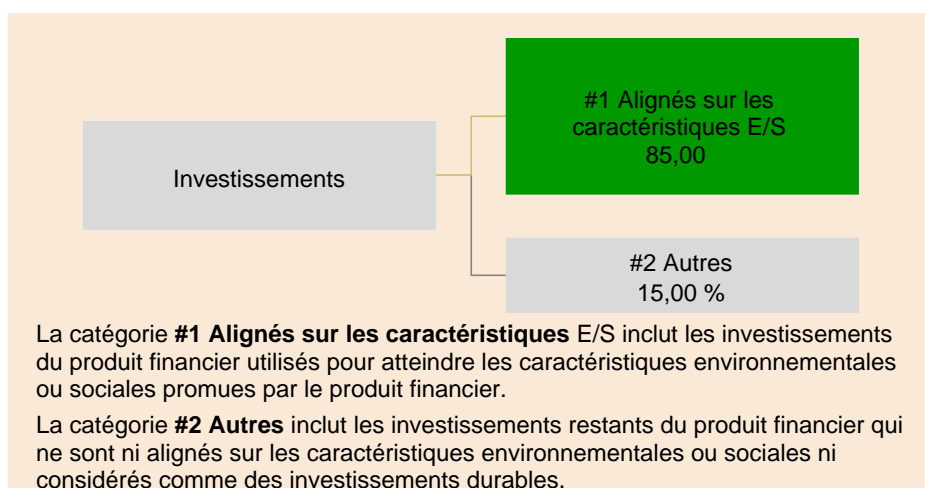 Investissements
#1 Alignés sur les
caractéristiques E/S
85,00
#2 Autres
15,00 %
La catégorie #1 Alignés sur les caractéristiques E/S inclut les investissements
du produit financier utilisés pour atteindre les caractéristiques environnementales
ou sociales promues par le produit financier.
La catégorie #2 Autres inclut les investissements restants du produit financier qui
ne sont ni alignés sur les caractéristiques environnementales ou sociales ni
considérés comme des investissements durables.